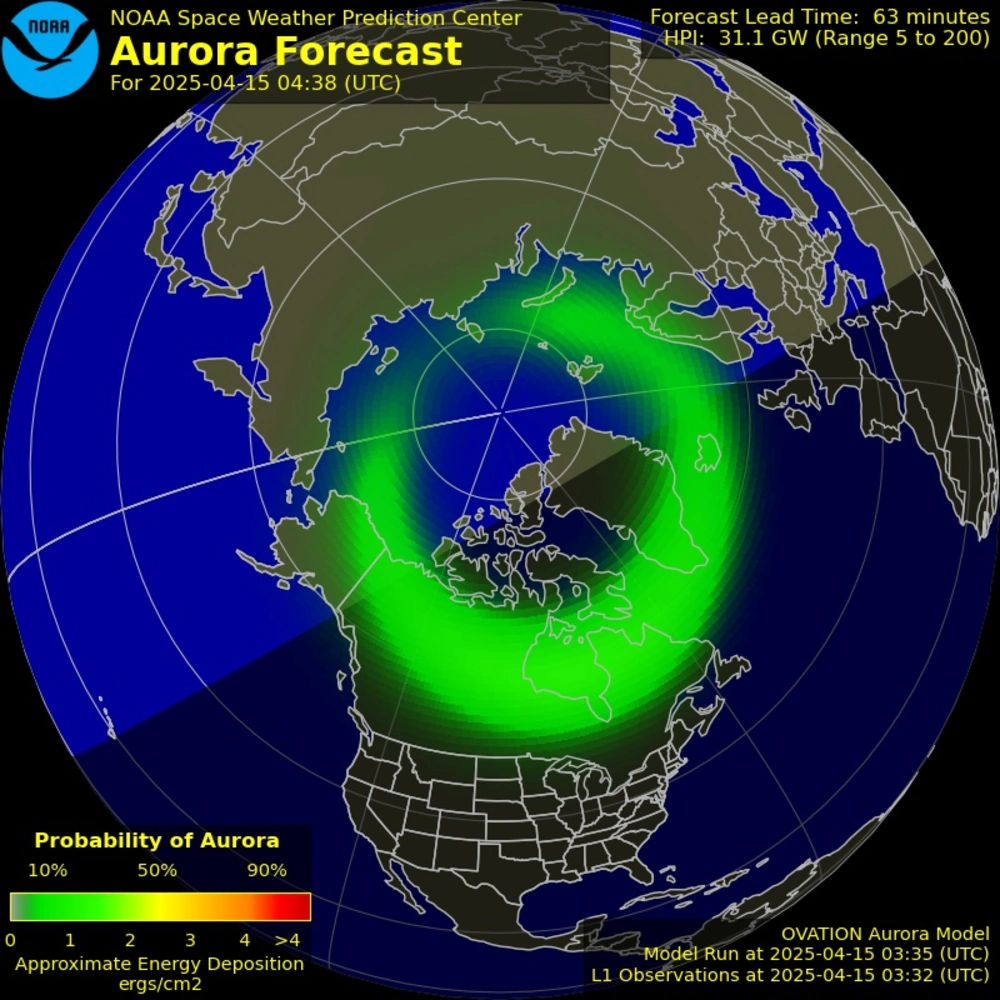 NOAA
NOAA Space Weather Prediction Center
Aurora Forecast
For 2025-04-15 04:38 (UTC)
Forecast Lead Time: 63 minutes
HPI: 31.1 GW (Range 5 to 200)
Probability of Aurora
10% 50% 90%
0 1 2 3 4 >4
Approximate Energy Deposition
ergs/cm2
OVATION Aurora Model
Model Run at 2025-04-15 03:35 (UTC)
L1 Observations at 2025-04-15 03:32 (UTC)